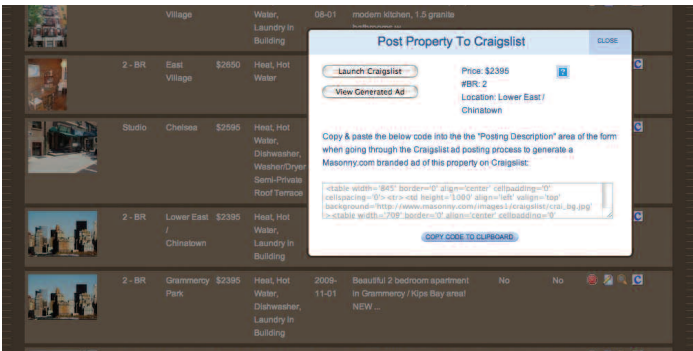 Village
Water,
Laundry in
Building
08-01
modern kitchen, 1.5 granite
2 - BR
East
Village
$2650
Heat, Hot
Water
Studio
Chelsea
$2595
Heat, Hot
Water,
Dishwasher,
Washer/Dryer
Semi-Private
Roof Terrace
2 - BR
Lower East
/
Chinatown
$2395
Heat, Hot
Water,
Laundry in
Building
2 - BR
Grammercy
Park
$2395
Heat, Hot
Water,
Dishwasher,
Laundry in
Building
2009-
11-01
Beautiful 2 bedroom apartment
in Grammercy / Kips Bay area!
NEW ...
No
No
Post Property To Craigslist
CLOSE
Launch Craigslist
View Generated Ad
Price: $2395
#BR: 2
Location: Lower East /
Chinatown
?
Copy & paste the below code into the the "Posting Description" area of the form
when going through the Craigslist ad posting process to generate a
Masonny.com branded ad of this property on Craigslist:
<table width='845' border='0' align='center' cellpadding='0'
cellspacing='0'><tr><td height='1000' align='left' valign='top'
background='http://www.masonny.com/images1/craigslist/crai_bg.jpg'
><table width='709' border='0' align='center' cellpadding='0'
COPY CODE TO CLIPBOARD
C
C
C
C
C